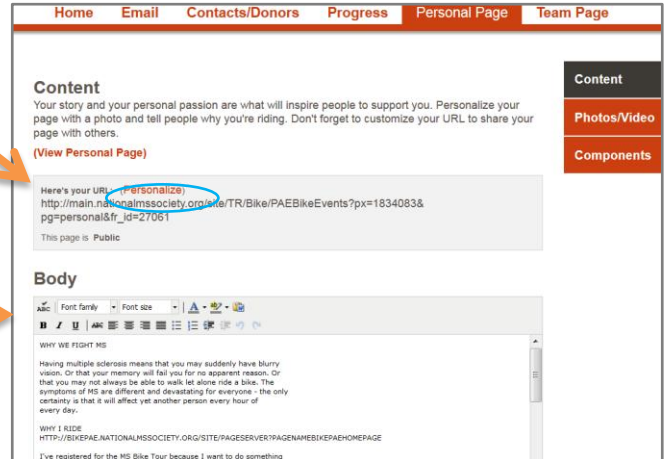 Home Email Contacts/Donors Progress Personal Page Team Page
Content
Your story and your personal passion are what will inspire people to support you. Personalize your
page with a photo and tell people why you're riding. Don't forget to customize your URL to share your
page with others.
(View Personal Page)
Here's your URL: (Personalize)
http://main.nationalmssociety.org/site/TR/Bike/PAEBikeEvents?px=1834083&
pg=personal&fr_id=27061
This page is Public
Content
Photos/Video
Components
Body
ABC Font family Font size A ab
B I U ABC
WHY WE FIGHT MS
Having multiple sclerosis means that you may suddenly have blurry
vision. Or that your memory will fail you for no apparent reason. Or
that you may not always be able to walk let alone ride a bike. The
symptoms of MS are different and devastating for everyone - the only
certainty is that it will affect yet another person every hour of
every day.
WHY I RIDE
HTTP://BIKEPAE.NATIONALMSSOCIETY.ORG/SITE/PAGESERVER?PAGENAMEBIKEPAEHOMEPAGE
I've registered for the MS Bike Tour because I want to do something